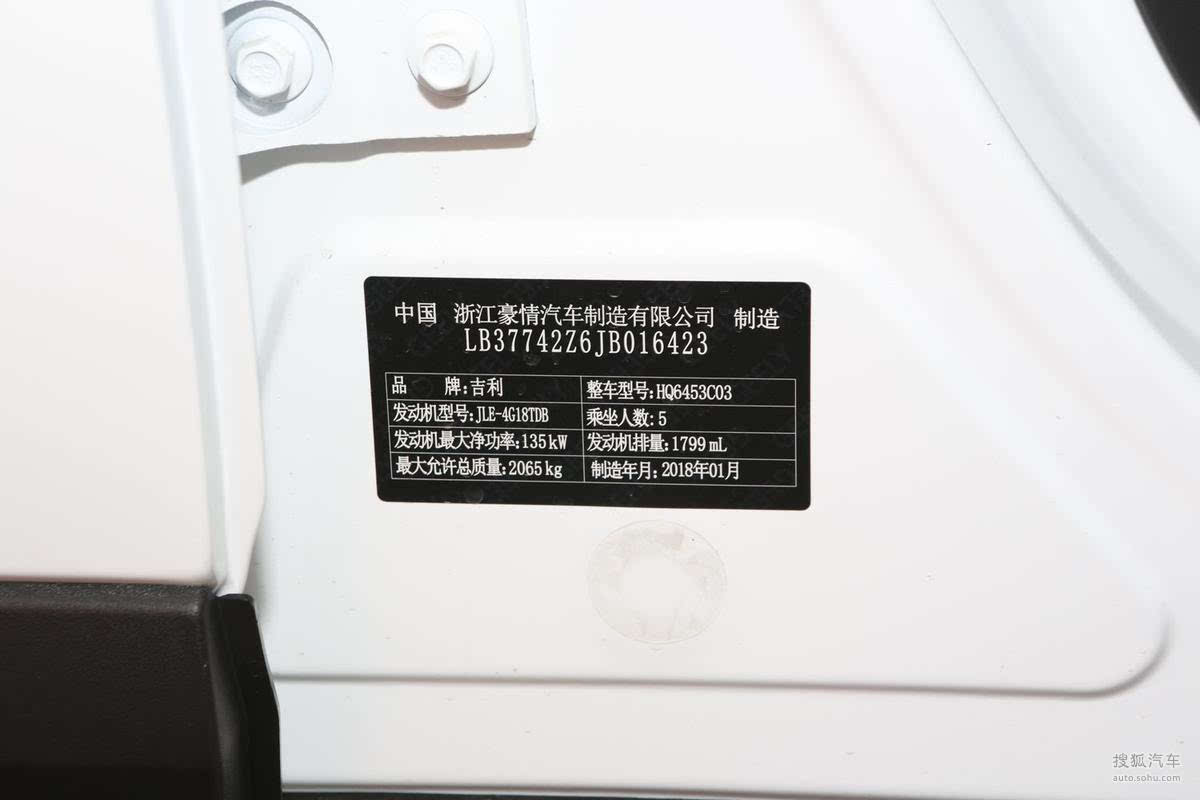 中国 浙江豪情汽车制造有限公司 制造
LB37742Z6JB016423
品 牌:吉利 整车型号:HQ6453C03
发动机型号:JLE-4G18TDB 乘坐人数:5
发动机最大净功率:135kW 发动机排量:1799mL
最大允许总质量:2065kg 制造年月:2018年01月
搜狐汽车
auto.sohu.com